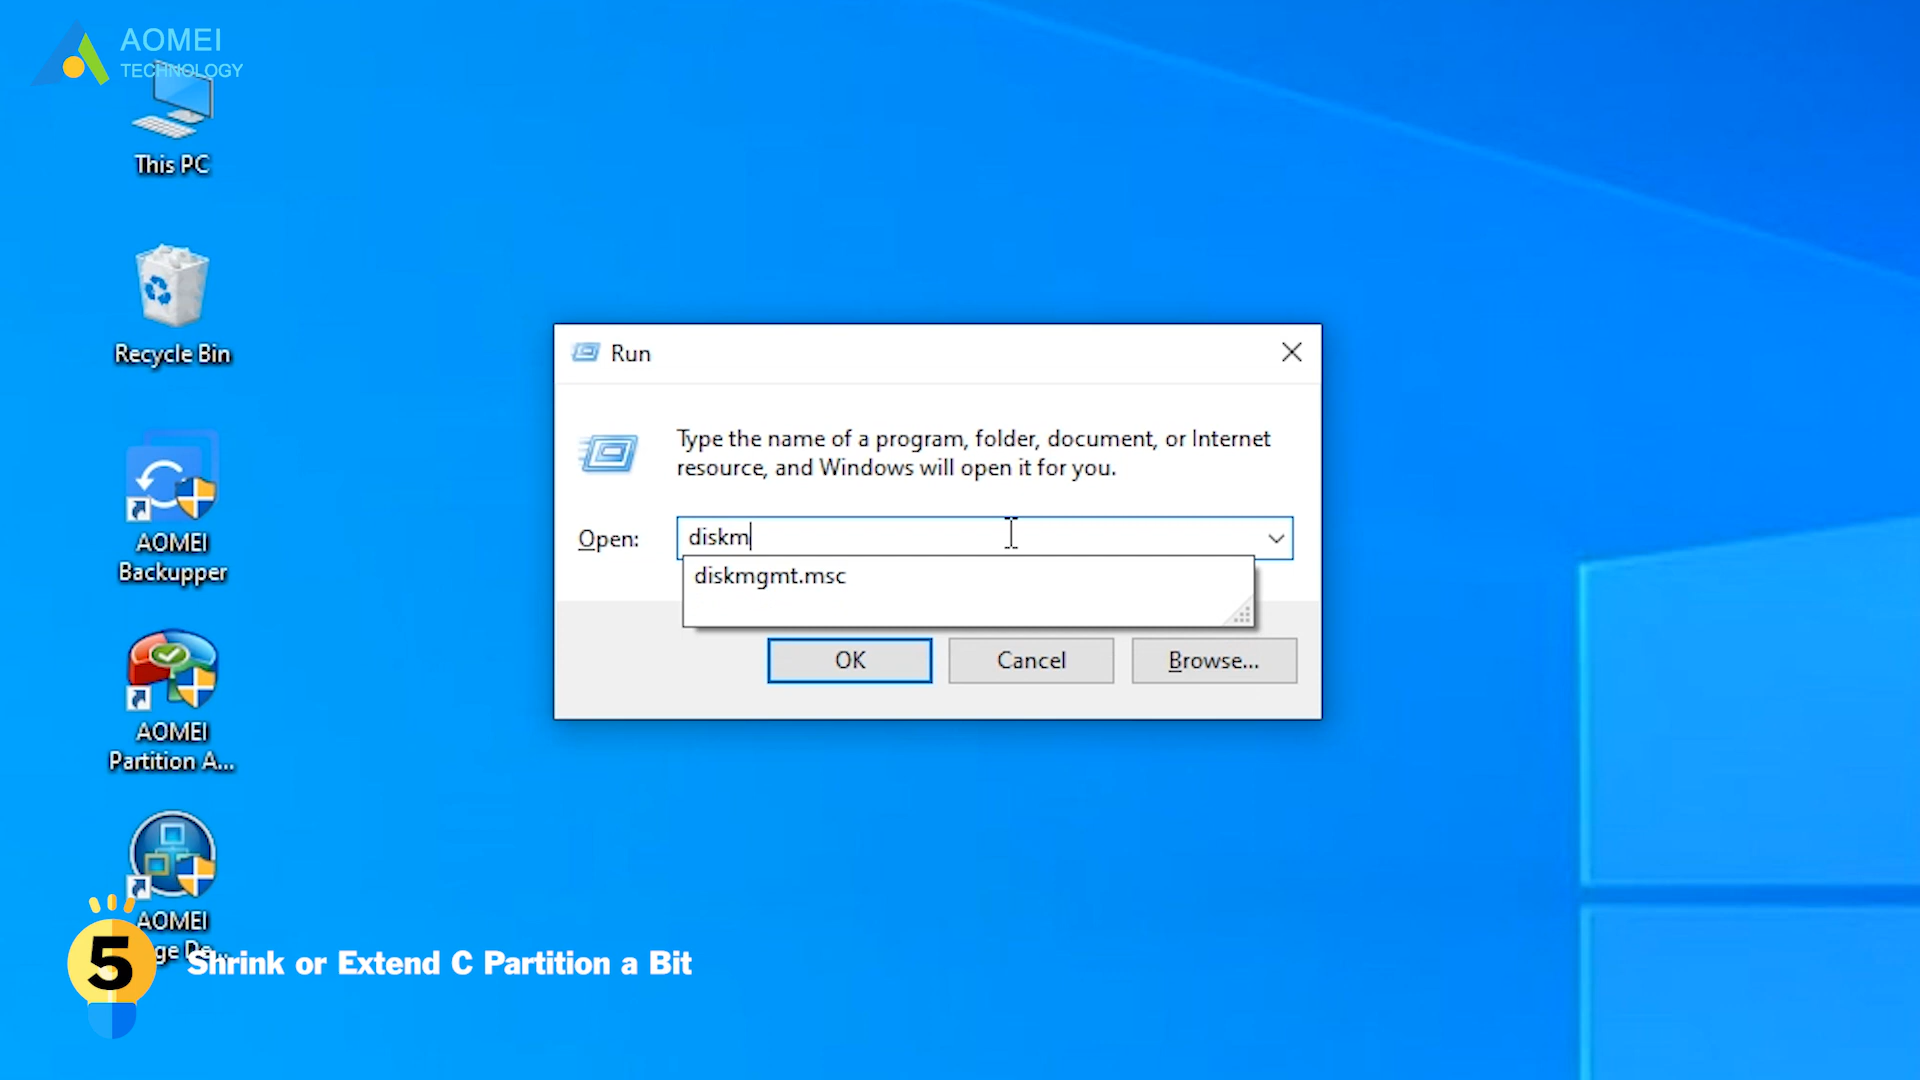 AOMEI
TECHNOLOGY
This PC
Recycle Bin
AOMEI
Backupper
AOMEI
Partition A...
AOMEI
ge De...
Run
Type the name of a program, folder, document, or Internet
resource, and Windows will open it for you.
Open:
diskm
diskmgmt.msc
OK
Cancel
Browse...
5
Shrink or Extend C Partition a Bit